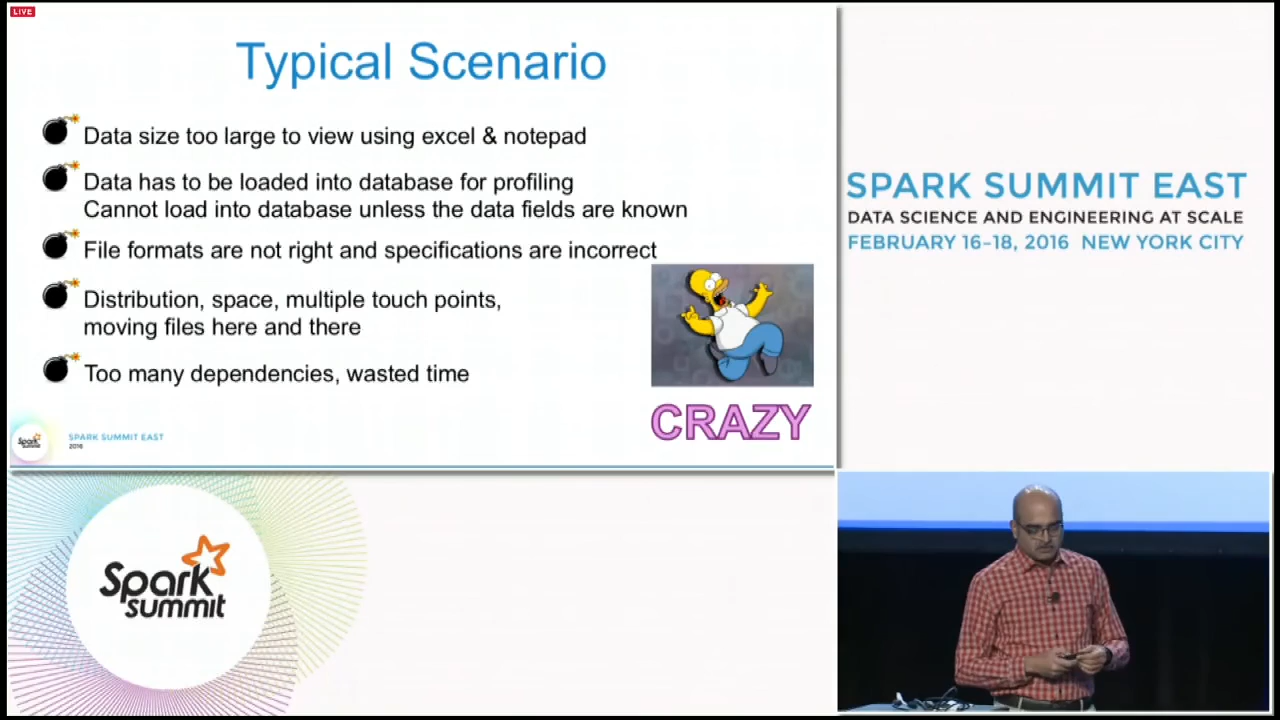 LIVE
Typical Scenario
Data size too large to view using excel & notepad
Data has to be loaded into database for profiling
Cannot load into database unless the data fields are known
File formats are not right and specifications are incorrect
Distribution, space, multiple touch points,
moving files here and there
Too many dependencies, wasted time
CRAZY
Spark
summit
SPARK SUMMIT EAST
2016
SPARK SUMMIT EAST
DATA SCIENCE AND ENGINEERING AT SCALE
FEBRUARY 16–18, 2016 NEW YORK CITY
Spark
summit